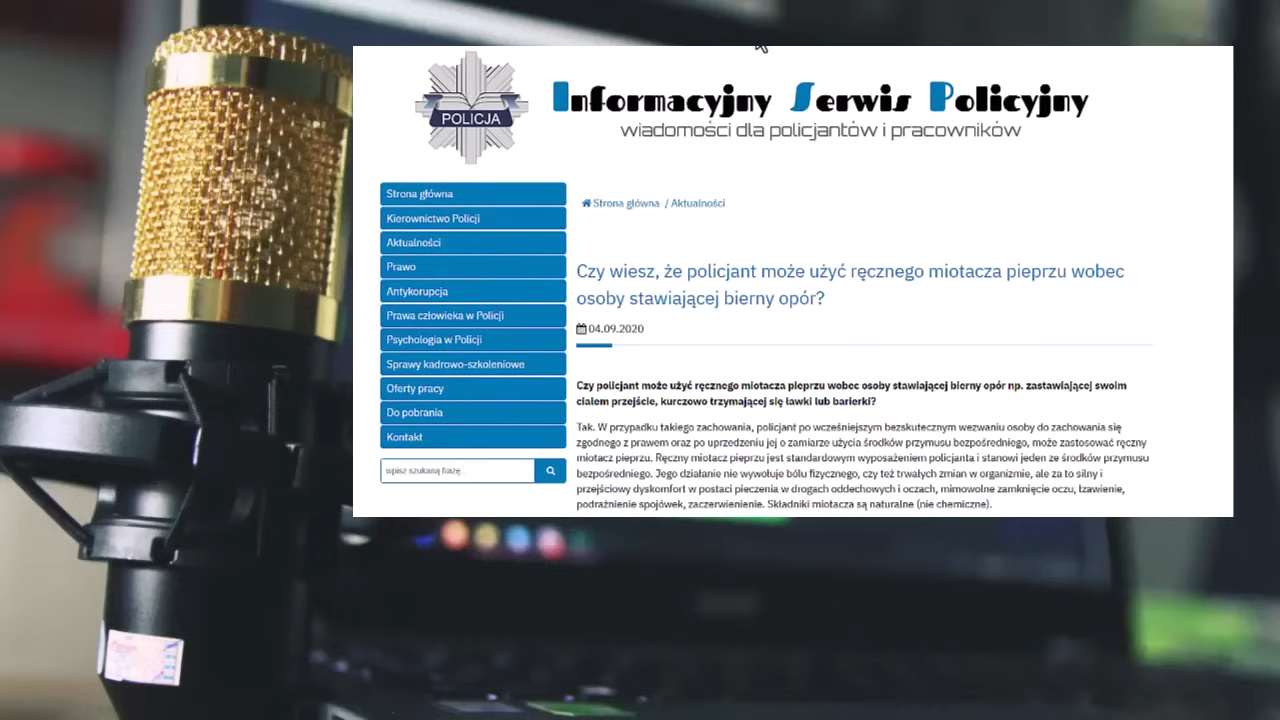 POLICJA
Informacyjny Serwis Policyjny
wiadomości dla policjantów i pracowników
Strona główna
Kierownictwo Policji
Aktualności
Prawo
Antykorupcja
Prawa człowieka w Policji
Psychologia w Policji
Sprawy kadrowo-szkoleniowe
Oferty pracy
Do pobrania
Kontakt
wpisz szukaną frazę..
Strona główna / Aktualności
Czy wiesz, że policjant może użyć ręcznego miotacza pieprzu wobec
osoby stawiającej bierny opór?
04.09.2020
Czy policjant może użyć ręcznego miotacza pieprzu wobec osoby stawiającej bierny opór np. zastawiającej swoim
ciałem przejście, kurczowo trzymającej się ławki lub barierki?
Tak. W przypadku takiego zachowania, policjant po wcześniejszym bezskutecznym wezwaniu osoby do zachowania się
zgodnego z prawem oraz po uprzedzeniu jej o zamiarze użycia środków przymusu bezpośredniego, może zastosować ręczny
miotacz pieprzu. Ręczny miotacz pieprzu jest standardowym wyposażeniem policjanta i stanowi jeden ze środków przymusu
bezpośredniego. Jego działanie nie wywołuje bólu fizycznego, czy też trwałych zmian w organizmie, ale za to silny i
przejściowy dyskomfort w postaci pieczenia w drogach oddechowych i oczach, mimowolne zamknięcie oczu, łzawienie,
podrażnienie spojówek, zaczerwienienie. Składniki miotacza są naturalne (nie chemiczne).